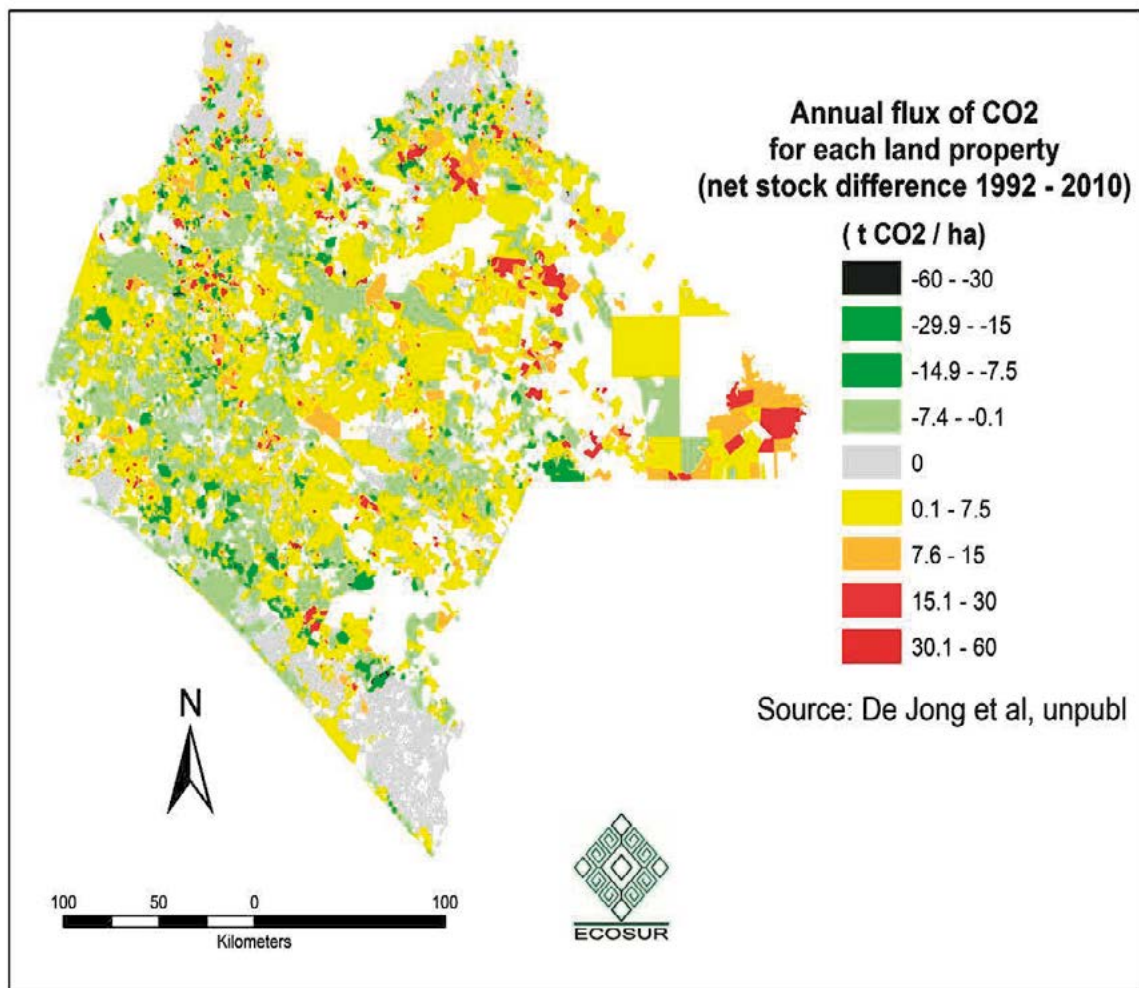 Annual flux of CO2
for each land property
(net stock difference 1992 - 2010)
( t CO2 / ha)
-60 - -30
-29.9 - -15
-14.9 - -7.5
-7.4 - -0.1
0
0.1 - 7.5
7.6 - 15
15.1 - 30
30.1 - 60
Source: De Jong et al, unpubl
N
100 50 0 100
Kilometers
ECOSUR